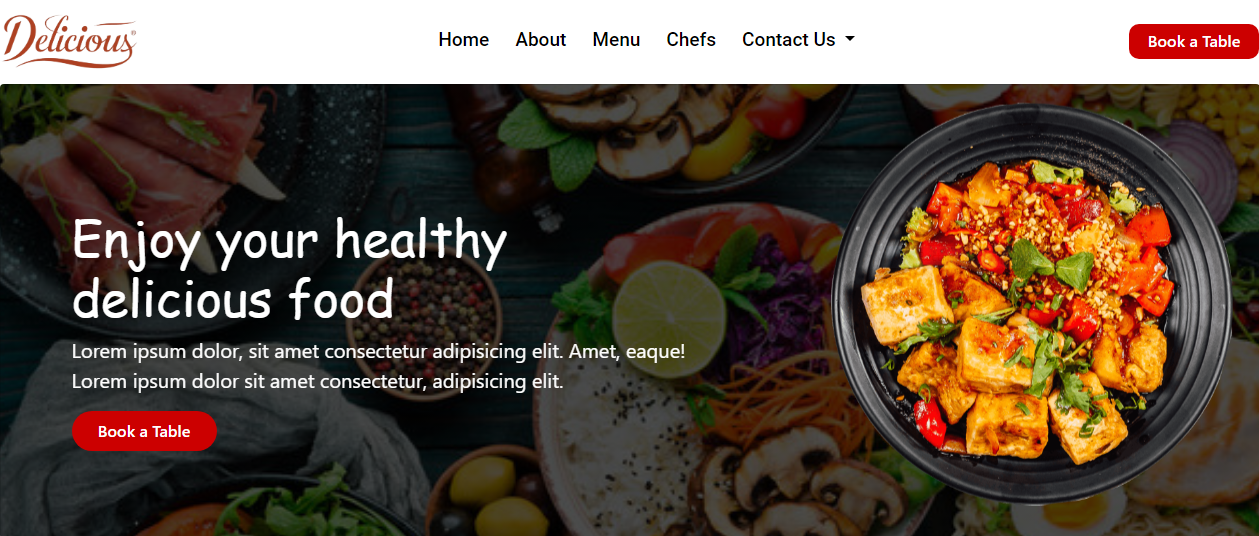 Delicious®
Home About Menu Chefs Contact Us
Book a Table
Enjoy your healthy
delicious food
Lorem ipsum dolor, sit amet consectetur adipisicing elit. Amet, eaque!
Lorem ipsum dolor sit amet consectetur, adipisicing elit.
Book a Table